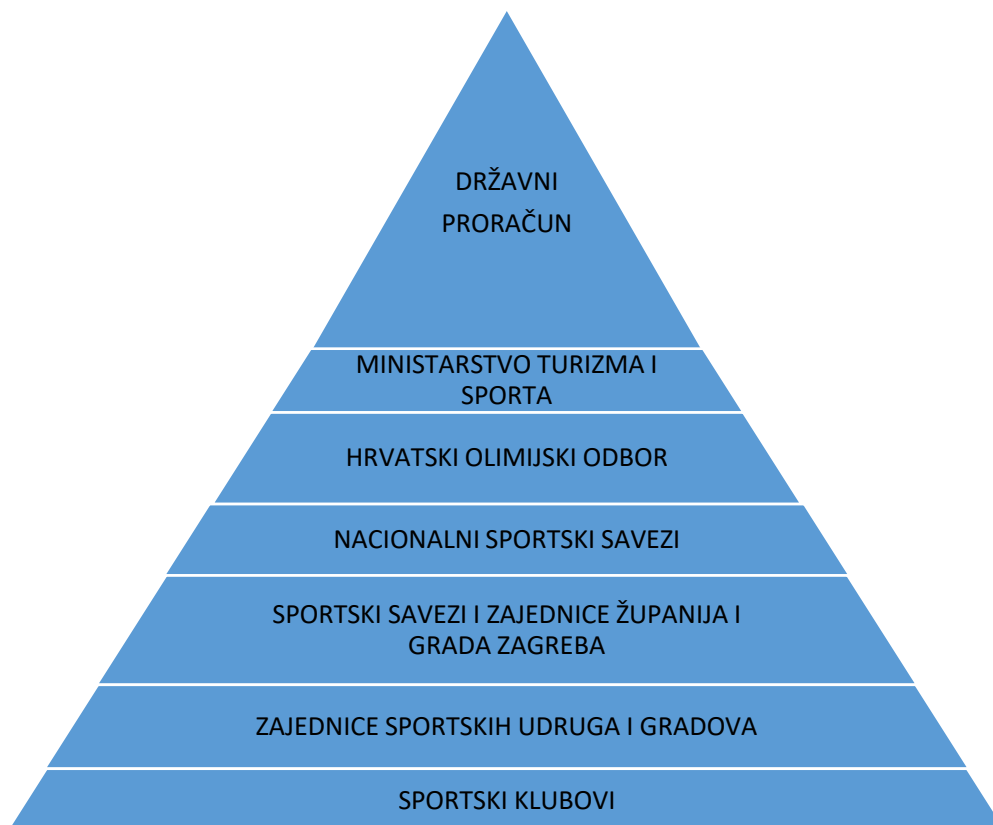 DRŽAVNI
PRORAČUN
MINISTARSTVO TURIZMA I
SPORTA
HRVATSKI OLIMIJSKI ODBOR
NACIONALNI SPORTSKI SAVEZI
SPORTSKI SAVEZI I ZAJEDNICE ŽUPANIJA I
GRADA ZAGREBA
ZAJEDNICE SPORTSKIH UDRUGA I GRADOVA
SPORTSKI KLUBOVI